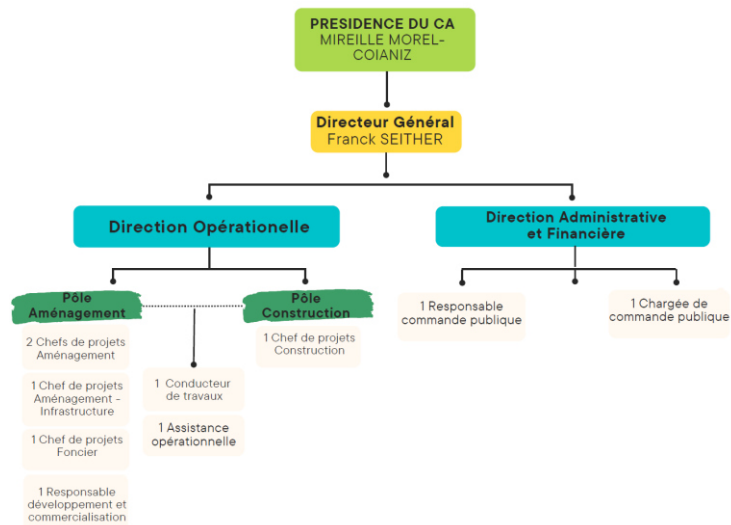 PRESIDENCE DU CA
MIREILLE MOREL-
COIANIZ
Directeur Général
Franck SEITHER
Direction Opérationelle
Direction Administrative
et Financière
Pôle
Aménagement
Pôle
Construction
2 Chefs de projets
Aménagement
1 Chef de projets
Aménagement -
Infrastructure
1 Chef de projets
Foncier
1 Responsable
développement et
commercialisation
1 Conducteur
de travaux
1 Assistance
opérationnelle
1 Chef de projets
Construction
1 Responsable
commande publique
1 Chargée de
commande publique